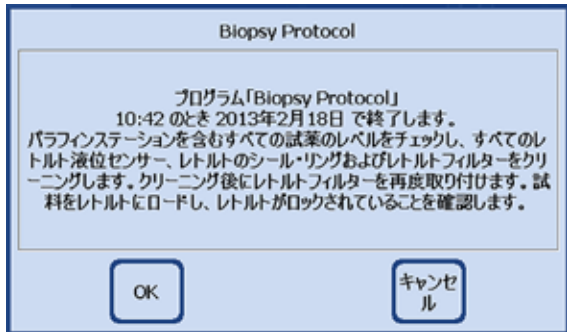 Biopsy Protocol
プログラム「Biopsy Protocol」
10:42 のとき 2013年2月18日 で終了します。
パラフィンステーションを含むすべての試薬のレベルをチェックし、すべてのレ
トルト液位センサー、レトルトのシール・リングおよびレトルトフィルターをクリ
ーニングします。クリーニング後にレトルトフィルターを再度取り付けます。試
料をレトルトにロードし、レトルトがロックされていることを確認します。
OK
キャンセ
ル